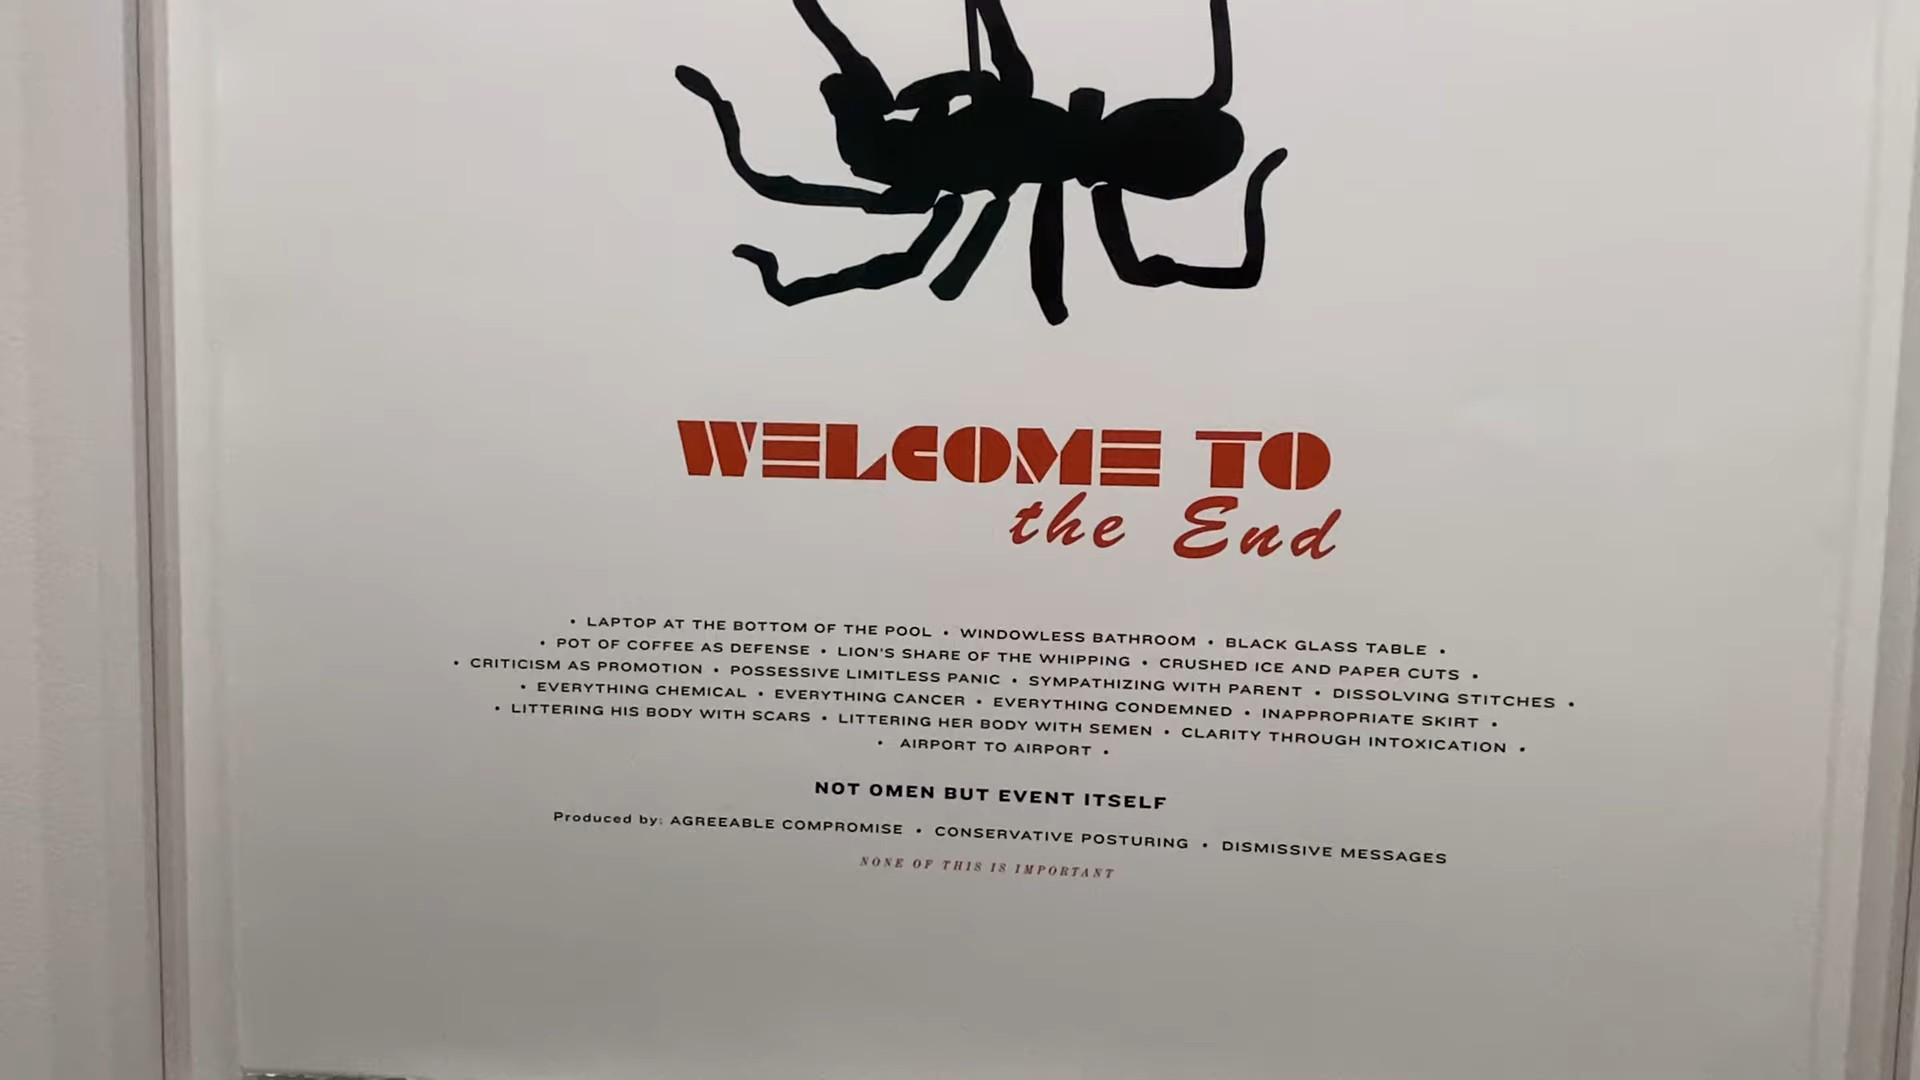 WELCOME TO
the End
• LAPTOP AT THE BOTTOM OF THE POOL • WINDOWLESS BATHROOM • BLACK GLASS TABLE •
• POT OF COFFEE AS DEFENSE • LION'S SHARE OF THE WHIPPING • CRUSHED ICE AND PAPER CUTS •
• CRITICISM AS PROMOTION • POSSESSIVE LIMITLESS PANIC • SYMPATHIZING WITH PARENT • DISSOLVING STITCHES •
• EVERYTHING CHEMICAL • EVERYTHING CANCER • EVERYTHING CONDEMNED • INAPPROPRIATE SKIRT •
• LITTERING HIS BODY WITH SCARS • LITTERING HER BODY WITH SEMEN • CLARITY THROUGH INTOXICATION •
• AIRPORT TO AIRPORT •
NOT OMEN BUT EVENT ITSELF
Produced by: AGREEABLE COMPROMISE • CONSERVATIVE POSTURING • DISMISSIVE MESSAGES
NONE OF THIS IS IMPORTANT